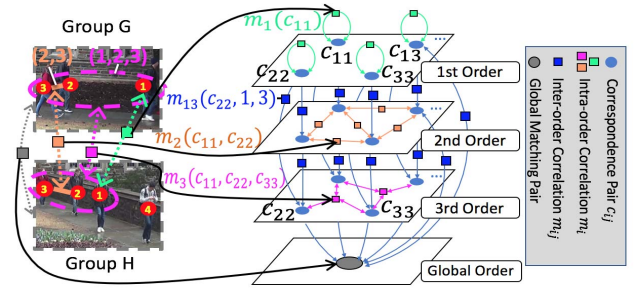 Group G
(2,3)
(1,2,3)
3
2
1
3
2
1
4
Group H
m₁(c₁₁)
m₁₃(c₂₂,1,3)
m₂(c₁₁,c₂₂)
m₃(c₁₁,c₂₂,c₃₃)
c₁₁
c₁₃
c₂₂
c₃₃
...
1st Order
...
2nd Order
...
c₂₂
c₃₃
3rd Order
Global Order
Global Matching Pair
Inter-order Correlation mᵢⱼ
Intra-order Correlation mᵢ
Correspondence Pair cᵢⱼ